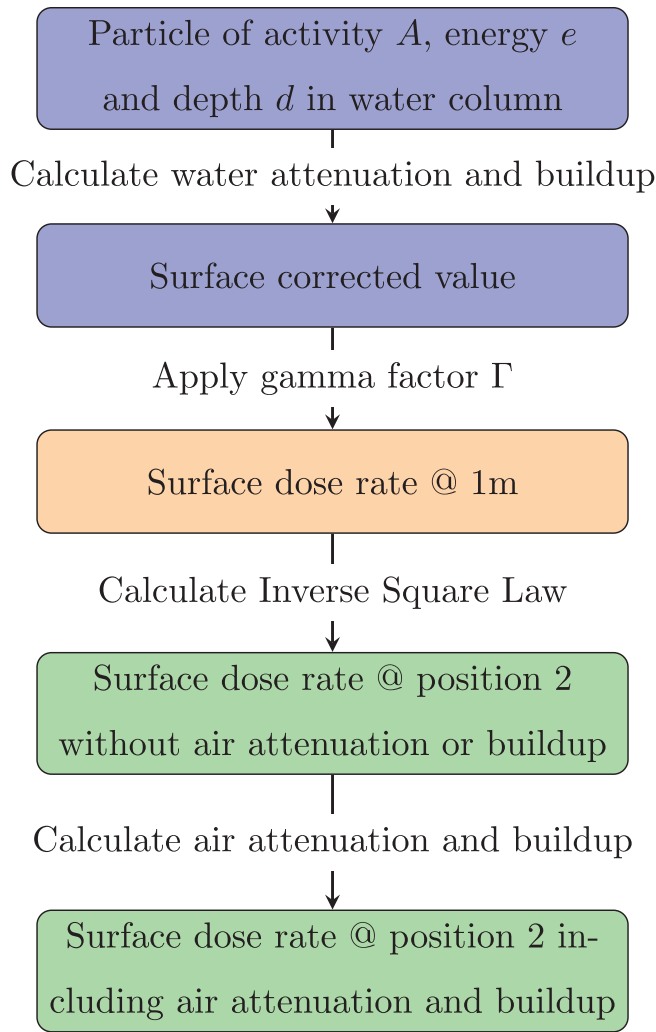 Particle of activity A, energy e
and depth d in water column
Calculate water attenuation and buildup
Surface corrected value
Apply gamma factor Γ
Surface dose rate @ 1m
Calculate Inverse Square Law
Surface dose rate @ position 2
without air attenuation or buildup
Calculate air attenuation and buildup
Surface dose rate @ position 2 in-
cluding air attenuation and buildup